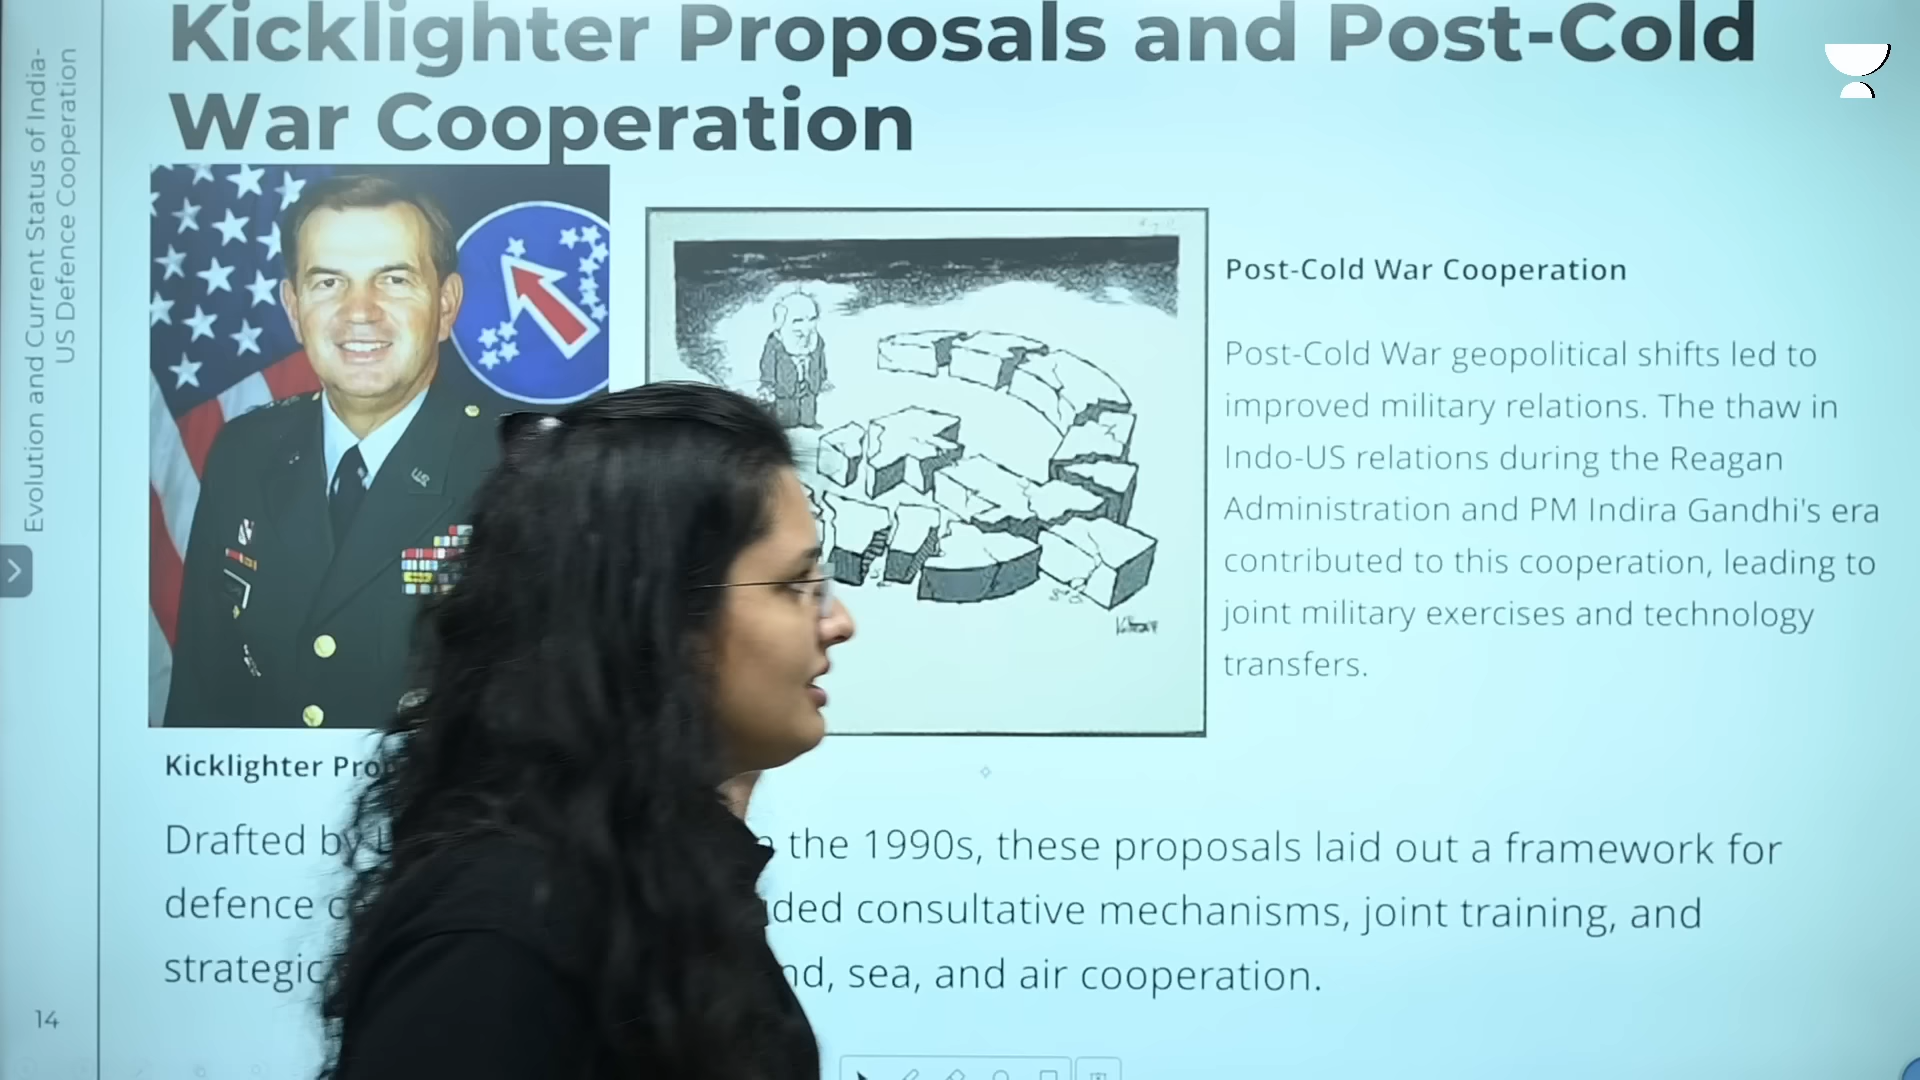 Kicklighter Proposals and Post-Cold
War Cooperation
Evolution and Current Status of India-
US Defence Cooperation
Post-Cold War Cooperation
Post-Cold War geopolitical shifts led to
improved military relations. The thaw in
Indo-US relations during the Reagan
Administration and PM Indira Gandhi's era
contributed to this cooperation, leading to
joint military exercises and technology
transfers.
Kicklighter
Drafted by the 1990s, these proposals laid out a framework for
defence consultative mechanisms, joint training, and
strategic sea, and air cooperation.
14